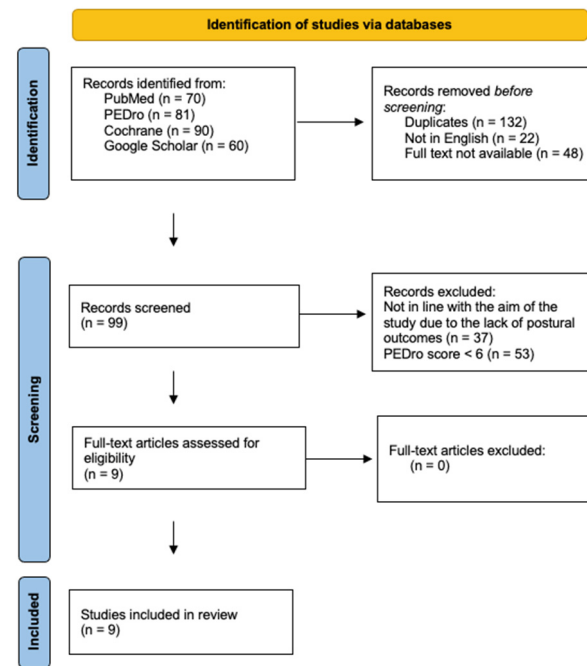 Identification of studies via databases
Identification
Records identified from:
PubMed (n = 70)
PEDro (n = 81)
Cochrane (n = 90)
Google Scholar (n = 60)
Records removed before
screening:
Duplicates (n = 132)
Not in English (n = 22)
Full text not available (n = 48)
Screening
Records screened
(n = 99)
Records excluded:
Not in line with the aim of the
study due to the lack of postural
outcomes (n = 37)
PEDro score < 6 (n = 53)
Full-text articles assessed for
eligibility
(n = 9)
Full-text articles excluded:
(n = 0)
Included
Studies included in review
(n = 9)